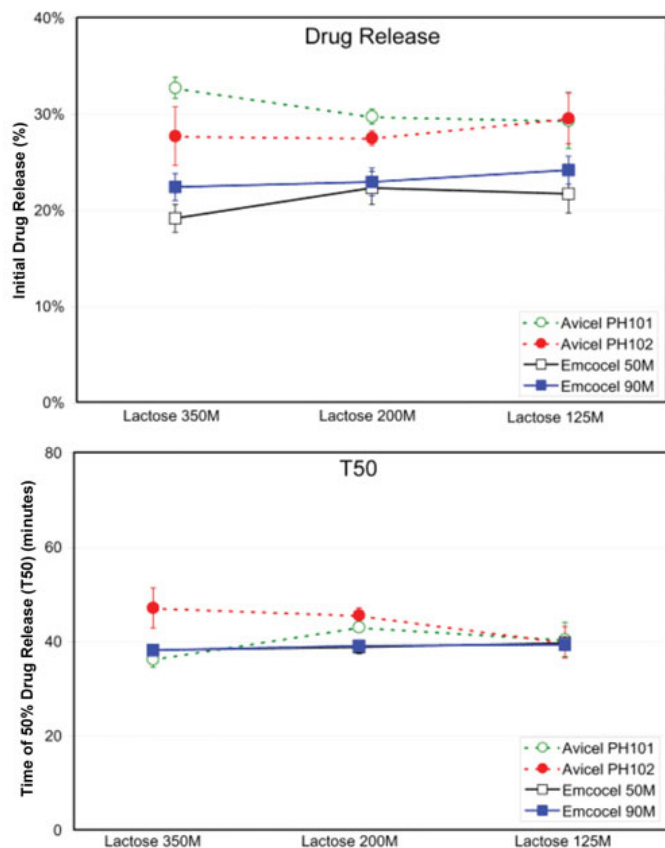 Drug Release
Initial Drug Release (%)
40%
30%
20%
10%
0%
Avicel PH101
Avicel PH102
Emcocel 50M
Emcocel 90M
Lactose 350M Lactose 200M Lactose 125M
T50
Time of 50% Drug Release (T50) (minutes)
80
60
40
20
0
Avicel PH101
Avicel PH102
Emcocel 50M
Emcocel 90M
Lactose 350M Lactose 200M Lactose 125M